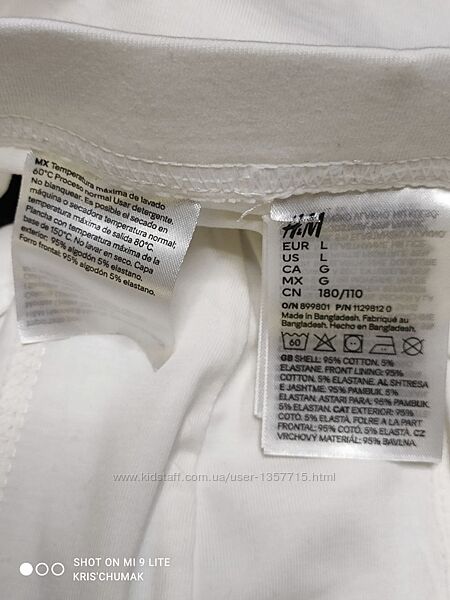 MX Temperatura máxima de lavado
60°C Proceso normal Usar detergente.
No blanquear. Es posible el secado en
máquina o secadora temperatura normal:
temperatura máxima de salida 80°C.
Plancha con temperatura máxima de la
base de 150°C. No lavar en seco. Capa
exterior: 95% algodón 5% elastano.
Forro frontal: 95% algodón 5% elastano.
H&M
EUR L
US L
CA G
MX G
CN 180/110
O/N 899801 P/N 1129812 0
Made in Bangladesh. Fabriqué au
Bangladesh. Hecho en Bangladesh.
60
GB SHELL: 95% COTTON, 5%
ELASTANE. FRONT LINING: 95%
COTTON, 5% ELASTANE. AL SHTRESA
E JASHTME: 95% PAMBUK, 5%
ELASTAN. ASTARI PARA: 95% PAMBUK,
5% ELASTAN. CAT EXTERIOR: 95%
COTÓ, 5% ELASTÀ. FOLRE A LA PART
FRONTAL: 95% COTÓ, 5% ELASTÀ. CZ
VRCHOVÝ MATERIÁL: 95% BAVLNA,
www.kidstaff.com.ua/user-1357715.html
SHOT ON MI 9 LITE
KRIS'CHUMAK